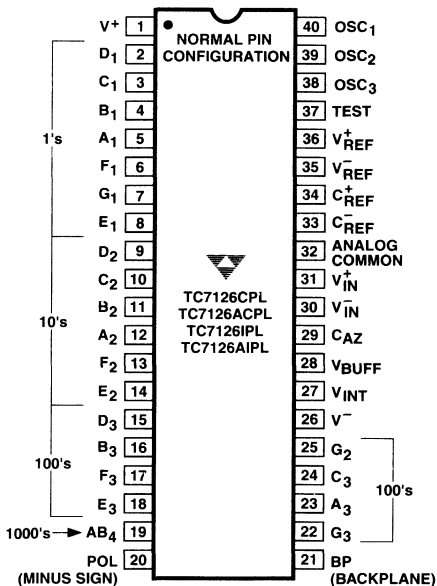 NORMAL PIN
CONFIGURATION
V+ 1
D1 2
C1 3
B1 4
A1 5
F1 6
G1 7
E1 8
1's
D2 9
C2 10
B2 11
A2 12
F2 13
E2 14
10's
D3 15
B3 16
F3 17
E3 18
100's
1000's AB4 19
POL 20
(MINUS SIGN)
TC7126CPL
TC7126ACPL
TC7126IPL
TC7126AIPL
40 OSC1
39 OSC2
38 OSC3
37 TEST
36 V+REF
35 V-REF
34 C+REF
33 C-REF
32 ANALOG
COMMON
31 V+IN
30 V-IN
29 CAZ
28 VBUFF
27 VINT
26 V-
25 G2
24 C3
23 A3
22 G3
100's
21 BP
(BACKPLANE)